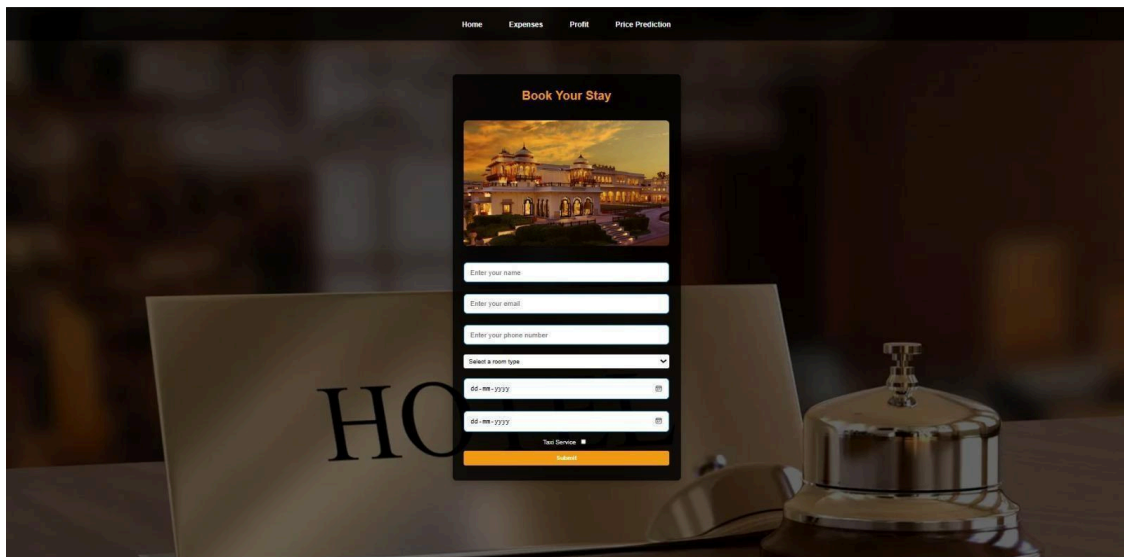 Home Expenses Profit Price Prediction
Book Your Stay
Enter your name
Enter your email
Enter your phone number
Select a room type
dd-mm-yyyy
dd-mm-yyyy
Taxi Service
Submit
HOTEL